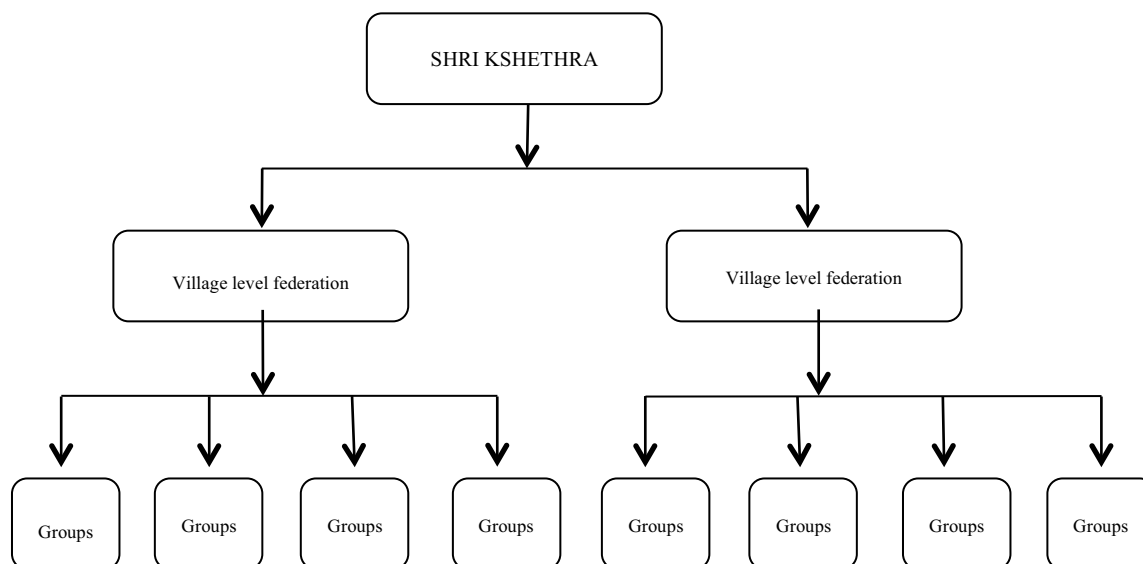 SHRI KSHETHRA
Village level federation
Village level federation
Groups
Groups
Groups
Groups
Groups
Groups
Groups
Groups